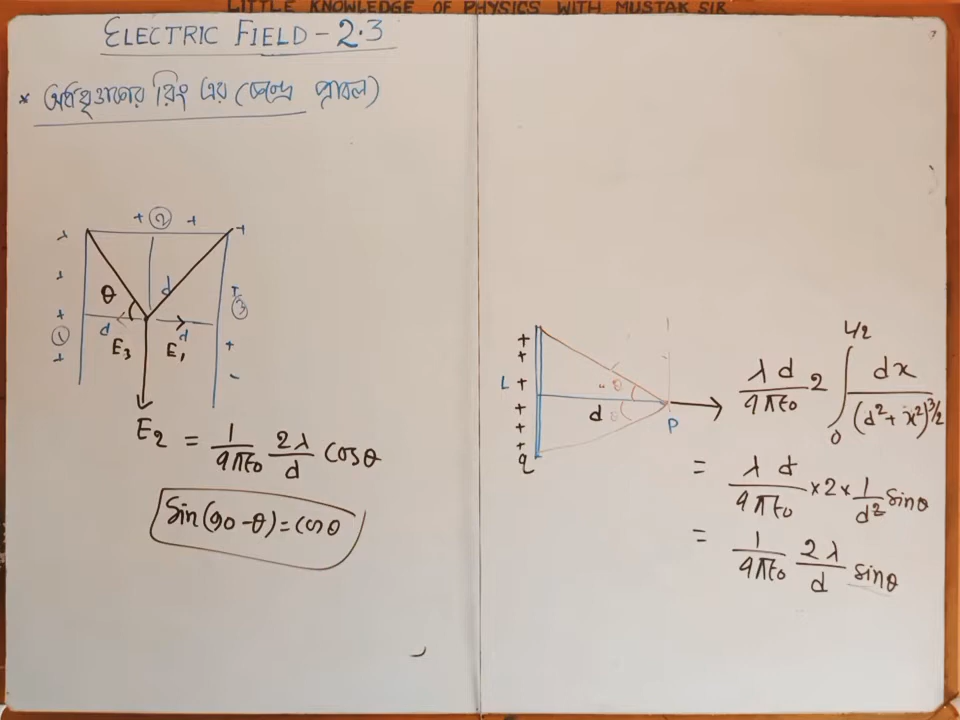 LITTLE KNOWLEDGE OF PHYSICS WITH MUSTAK SIR
ELECTRIC FIELD - 2.3
* অর্ধবৃত্তাকার রিং এর কেন্দ্রে প্রাবল্য
+ ② +
+ +
+
θ d
+ ① + d d ③ +
E₃ E₁
+ -
E₂ = 1/4πε₀ 2λ/d cosθ
Sin(90-θ) = cosθ
+
+
L + θ
+ d θ P
+
+
q
λd/4πε₀ 2 ∫₀^(L/2) dx/(d²+x²)^(3/2)
= λd/4πε₀ × 2 × 1/d² sinθ
= 1/4πε₀ 2λ/d sinθ